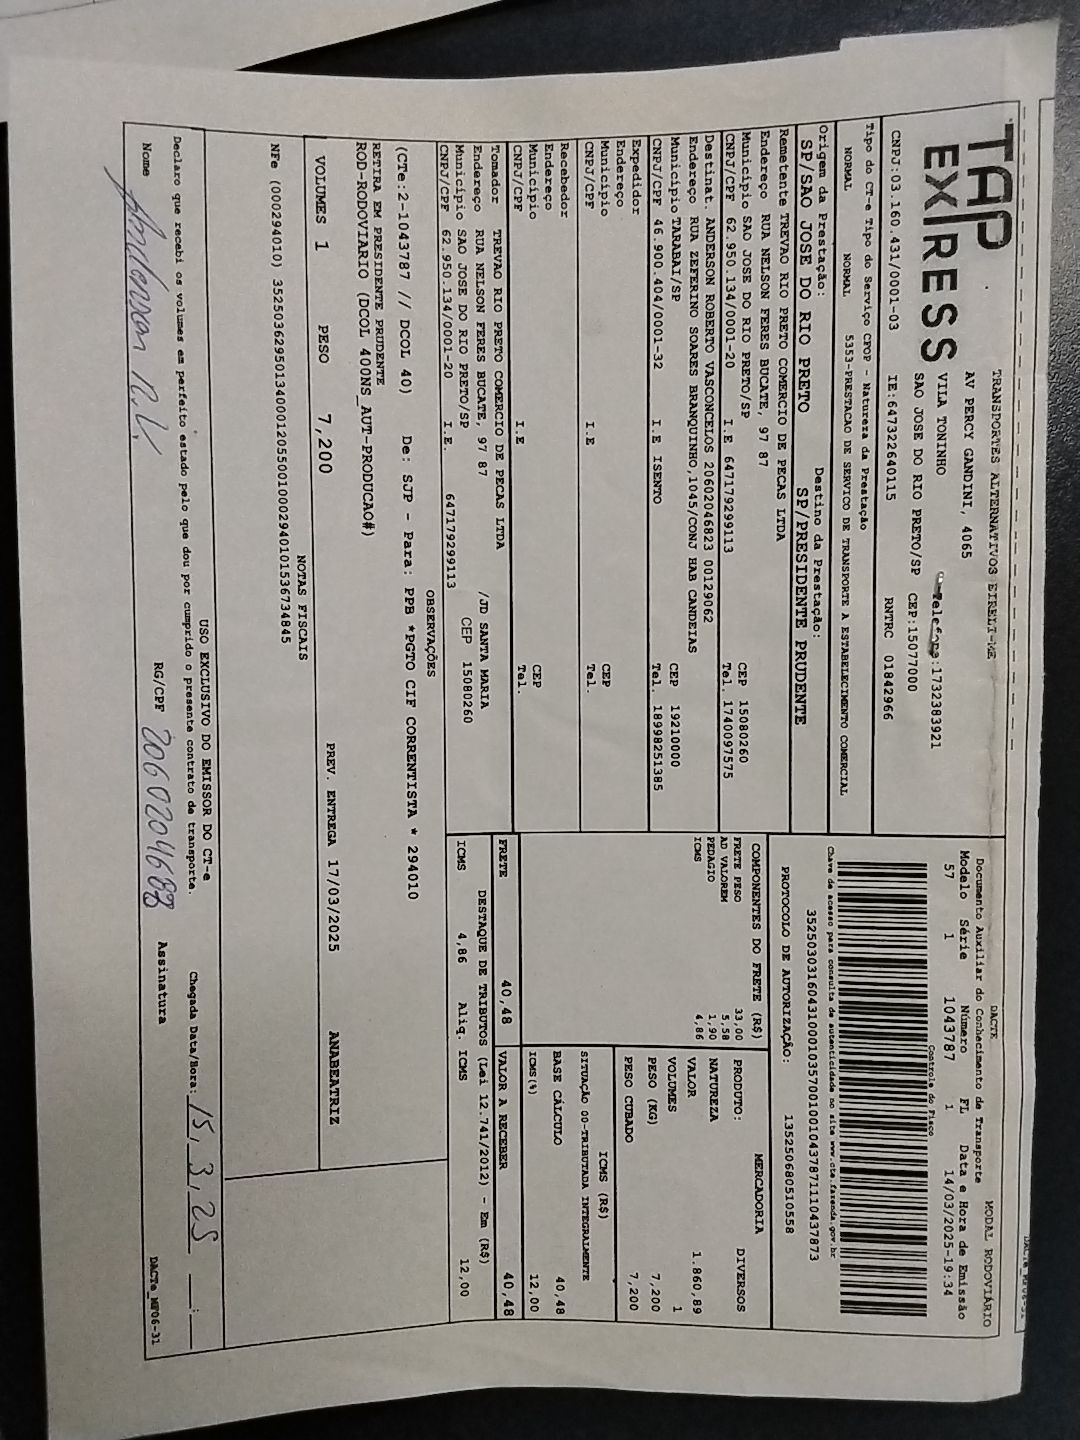 TAP
EXPRESS
TRANSPORTES ALTERNATIVOS EIRELI-ME
AV PERCY GANDINI, 4065
VILA TONINHO
Telefone:1732383921
SAO JOSE DO RIO PRETO/SP CEP:15077000
CNPJ:03.160.431/0001-03 IE:647322640115 RNTRC 01842966
Tipo do CT-e Tipo do Serviço CFOP - Natureza da Prestação
NORMAL NORMAL 5353-PRESTACAO DE SERVICO DE TRANSPORTE A ESTABELECIMENTO COMERCIAL
Origem da Prestação: Destino da Prestação:
SP/SAO JOSE DO RIO PRETO SP/PRESIDENTE PRUDENTE
Remetente TREVAO RIO PRETO COMERCIO DE PECAS LTDA
Endereço RUA NELSON FERES BUCATE, 97 87
Município SAO JOSE DO RIO PRETO/SP CEP 15080260
CNPJ/CPF 62.950.134/0001-20 I.E 647179299113 Tel. 1740097575
Destinat. ANDERSON ROBERTO VASCONCELOS 20602046823 00129062
Endereço RUA ZEFERINO SOARES BRANQUINHO,1045/CONJ HAB CANDEIAS
Município TARABAI/SP CEP 19210000
CNPJ/CPF 46.900.404/0001-32 I.E ISENTO Tel. 18998251385
Expedidor
Endereço
Município CEP
CNPJ/CPF I.E Tel.
Recebedor
Endereço
Município CEP
CNPJ/CPF I.E Tel.
Tomador TREVAO RIO PRETO COMERCIO DE PECAS LTDA
Endereço RUA NELSON FERES BUCATE, 97 87 /JD SANTA MARIA
Município SAO JOSE DO RIO PRETO/SP CEP 15080260
CNPJ/CPF 62.950.134/0001-20 I.E. 647179299113
DACTE MODAL RODOVIÁRIO
Documento Auxiliar do Conhecimento de Transporte
Modelo Série Número FL Data e Hora de Emissão
57 1 1043787 1 14/03/2025-19:34
Controle do Fisco
Chave de acesso para consulta de autenticidade no site www.cte.fazenda.gov.br
35250303160431000103570010010437871110437873
PROTOCOLO DE AUTORIZAÇÃO: 135250680510558
COMPONENTES DO FRETE (R$)
FRETE PESO 33,00
AD VALOREM 5,58
PEDAGIO 1,90
ICMS 4,86
MERCADORIA
PRODUTO: DIVERSOS
NATUREZA
VALOR 1.860,89
VOLUMES 1
PESO (KG) 7,200
PESO CUBADO 7,200
ICMS (R$)
SITUAÇÃO 00-TRIBUTADA INTEGRALMENTE
BASE CÁLCULO 40,48
ICMS(%) 12,00
FRETE 40,48 VALOR A RECEBER 40,48
DESTAQUE DE TRIBUTOS (Lei 12.741/2012) - Em (R$)
ICMS 4,86 Aliq. ICMS 12,00
OBSERVAÇÕES
(CTe:2-1043787 // DCOL 40) De: SJP - Para: PPB *PGTO CIF CORRENTISTA * 294010
RETIRA EM PRESIDENTE PRUDENTE
ROD-RODOVIARIO (DCOL 400NS_AUT-PRODUCAO#)
VOLUMES 1 PESO 7,200 PREV. ENTREGA 17/03/2025 ANABEATRIZ
NOTAS FISCAIS
NFe (000294010) 35250362950134000120550010002940101536734845
USO EXCLUSIVO DO EMISSOR DO CT-e
Declaro que recebi os volumes em perfeito estado pelo que dou por cumprido o presente contrato de transporte.
Chegada Data/Hora: 15, 3, 25 :
Nome Anderson R.V. RG/CPF Assinatura
DACTe_MF06-31